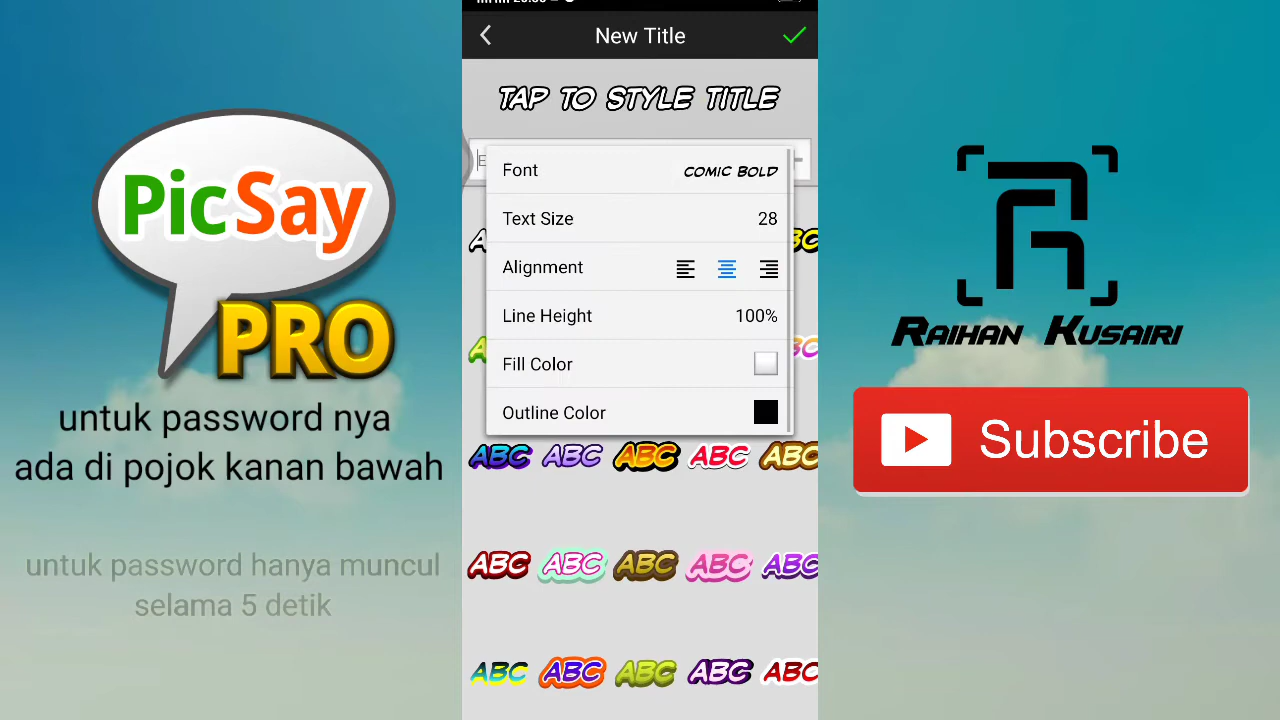 PicSay
PRO
untuk password nya
ada di pojok kanan bawah
untuk password hanya muncul
selama 5 detik
New Title
TAP TO STYLE TITLE
Font
COMIC BOLD
Text Size
28
Alignment
Line Height
100%
Fill Color
Outline Color
ABC ABC ABC ABC ABC
ABC ABC ABC ABC ABC
ABC ABC ABC ABC ABC
RAIHAN KUSAIRI
Subscribe